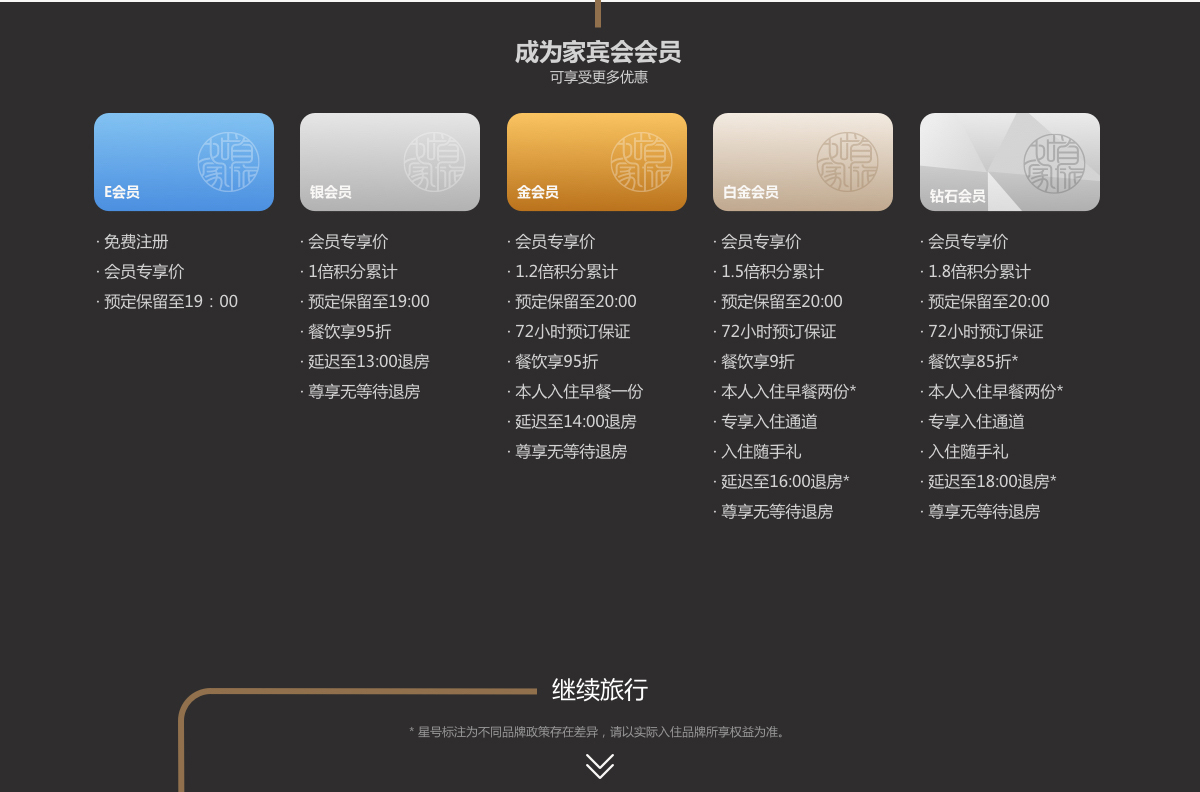 成为家宾会会员
可享受更多优惠
E会员
· 免费注册
· 会员专享价
· 预定保留至19：00
银会员
· 会员专享价
· 1倍积分累计
· 预定保留至19:00
· 餐饮享95折
· 延迟至13:00退房
· 尊享无等待退房
金会员
· 会员专享价
· 1.2倍积分累计
· 预定保留至20:00
· 72小时预订保证
· 餐饮享95折
· 本人入住早餐一份
· 延迟至14:00退房
· 尊享无等待退房
白金会员
· 会员专享价
· 1.5倍积分累计
· 预定保留至20:00
· 72小时预订保证
· 餐饮享9折
· 本人入住早餐两份*
· 专享入住通道
· 入住随手礼
· 延迟至16:00退房*
· 尊享无等待退房
钻石会员
· 会员专享价
· 1.8倍积分累计
· 预定保留至20:00
· 72小时预订保证
· 餐饮享85折*
· 本人入住早餐两份*
· 专享入住通道
· 入住随手礼
· 延迟至18:00退房*
· 尊享无等待退房
继续旅行
* 星号标注为不同品牌政策存在差异，请以实际入住品牌所享权益为准。